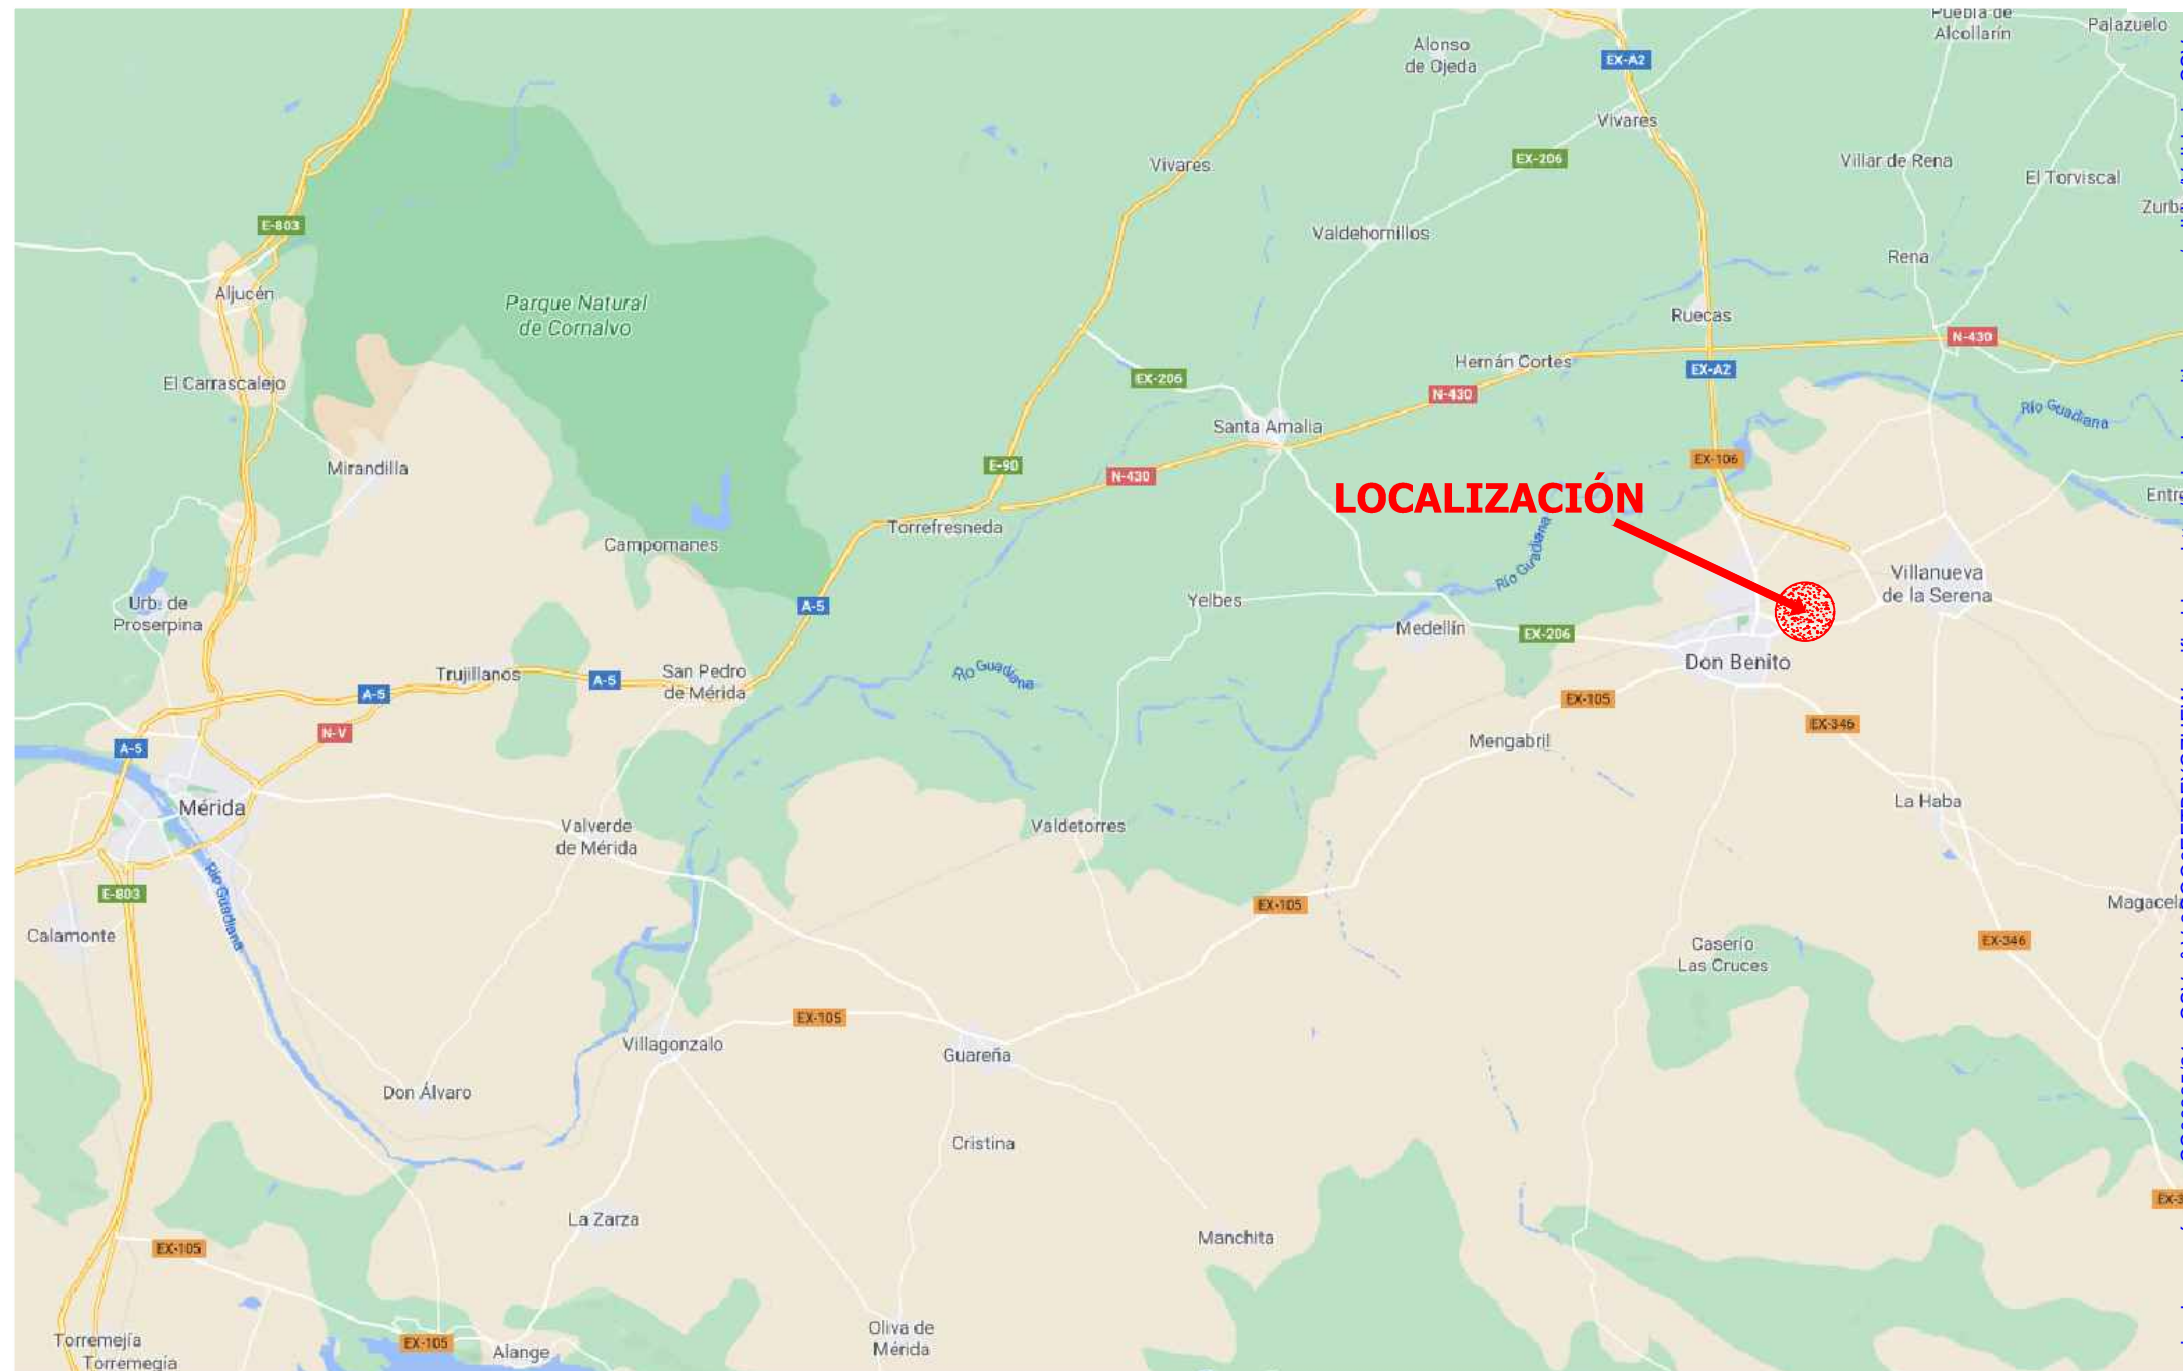 Puebla de
Alcollarín
Palazuelo
Alonso
de Ojeda
EX-A2
Vivares
EX-206
Vivares
Villar de Rena
El Torviscal
E-803
Valdehornillos
Rena
Aljucén
Parque Natural
de Cornalvo
Ruecas
N-430
Hernán Cortes
EX-A2
El Carrascalejo
EX-206
N-430
Río Guadiana
Santa Amalia
Mirandilla
E-90
N-430
EX-106
LOCALIZACIÓN
Torrefresneda
Campomanes
Río Guadiana
Villanueva
de la Serena
Urb. de
Proserpina
A-5
Yelbes
Medellín
EX-206
Don Benito
Trujillanos
A-5
A-5
San Pedro
de Mérida
Río Guadiana
EX-105
EX-346
N-V
A-5
Mengabril
Mérida
La Haba
Valverde
de Mérida
Valdetorres
E-803
Río Guadiana
EX-105
Calamonte
Caserío
Las Cruces
EX-346
EX-105
Villagonzalo
Guareña
Don Álvaro
Cristina
La Zarza
Manchita
EX-105
Oliva de
Mérida
Torremejía
Torremegía
EX-105
Alange